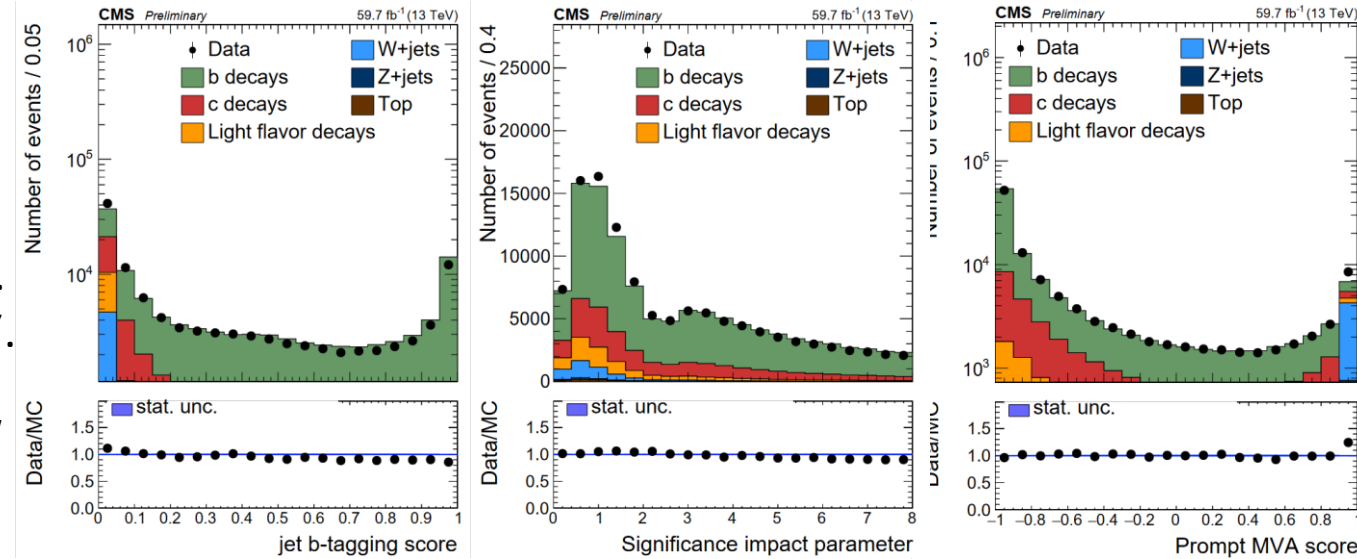 CMS Preliminary 59.7 fb⁻¹ (13 TeV)
Number of events / 0.05
Data
b decays
c decays
Light flavor decays
W+jets
Z+jets
Top
10⁶
10⁵
10⁴
stat. unc.
Data/MC
1.5
1.0
0.5
0.0
0 0.1 0.2 0.3 0.4 0.5 0.6 0.7 0.8 0.9 1
jet b-tagging score
CMS Preliminary 59.7 fb⁻¹ (13 TeV)
Number of events / 0.4
Data
b decays
c decays
Light flavor decays
W+jets
Z+jets
Top
25000
20000
15000
10000
5000
0
stat. unc.
Data/MC
1.5
1.0
0.5
0.0
0 1 2 3 4 5 6 7 8
Significance impact parameter
CMS Preliminary 59.7 fb⁻¹ (13 TeV)
Number of events /
Data
b decays
c decays
Light flavor decays
W+jets
Z+jets
Top
10⁶
10⁵
10⁴
10³
stat. unc.
Data/MC
1.5
1.0
0.5
0.0
−1 −0.8 −0.6 −0.4 −0.2 0 0.2 0.4 0.6 0.8 1
Prompt MVA score